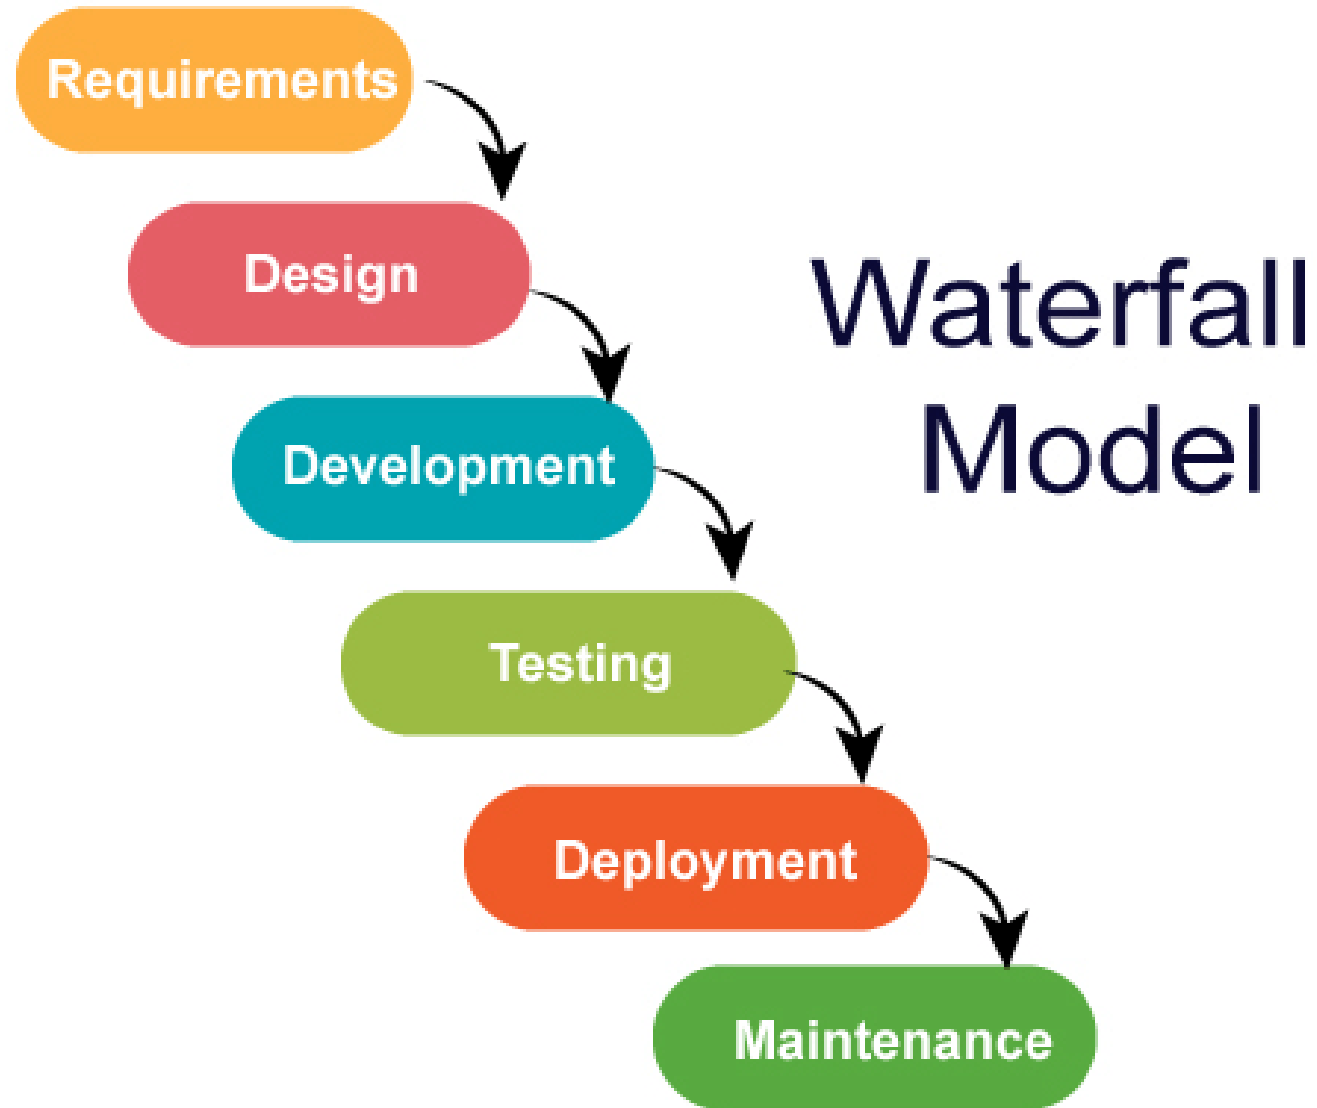 Requirements
Design
Waterfall
Model
Development
Testing
Deployment
Maintenance